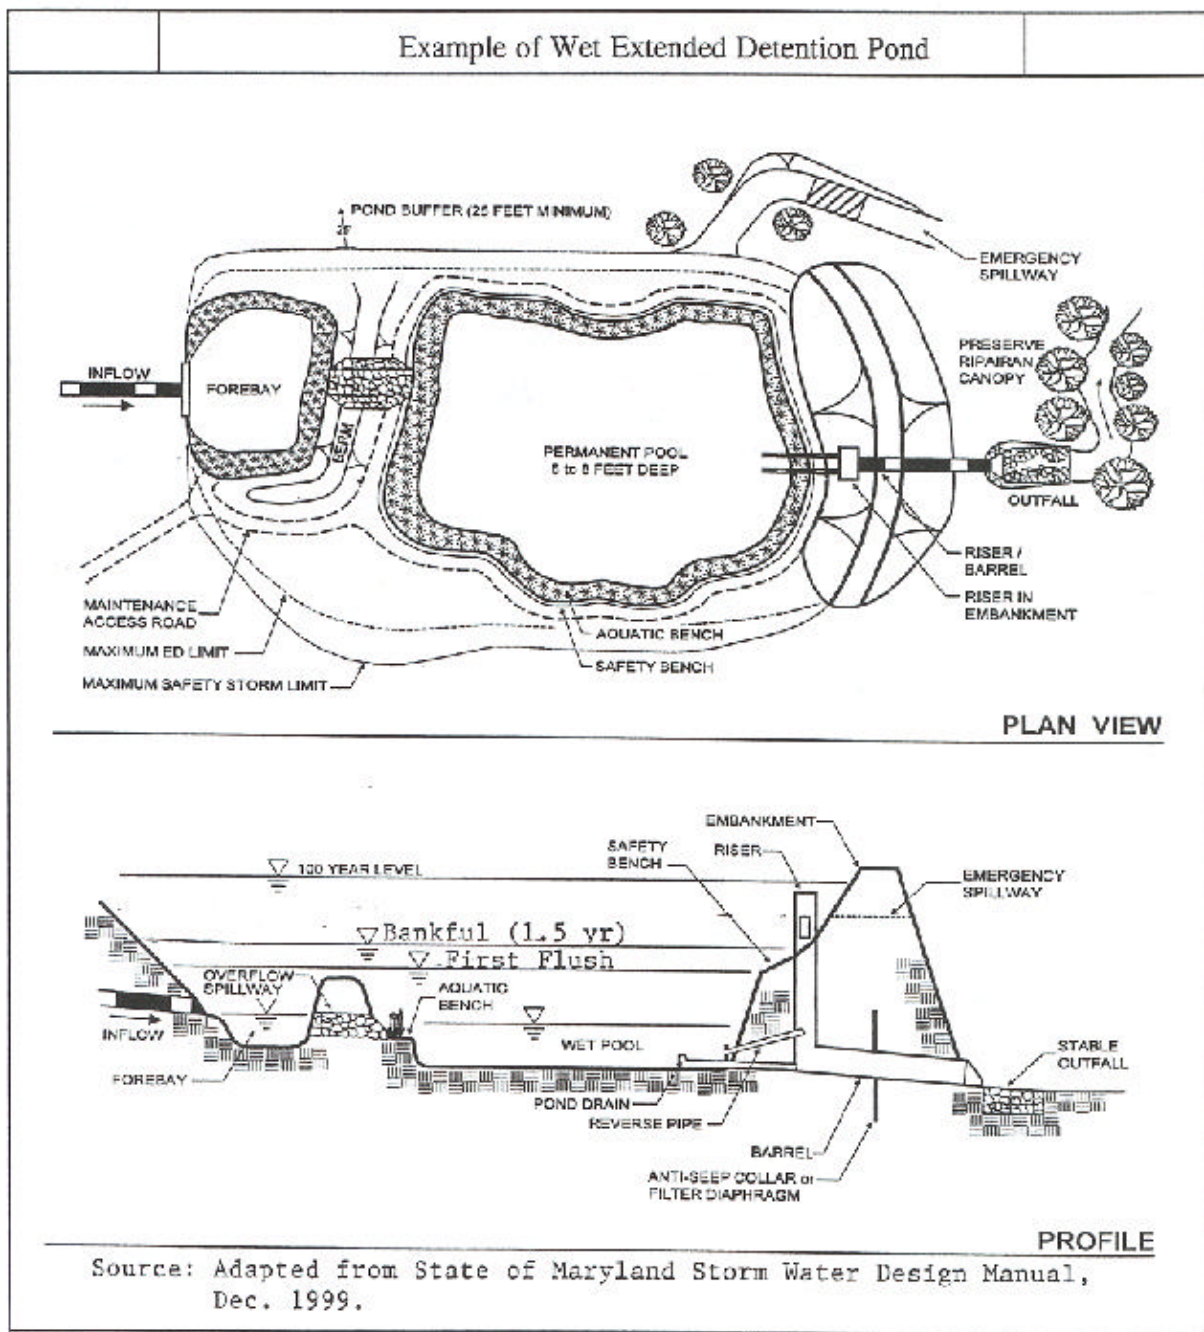 Example of Wet Extended Detention Pond
POND BUFFER (25 FEET MINIMUM)
25'
EMERGENCY
SPILLWAY
PRESERVE
RIPAIRAN
CANOPY
INFLOW
FOREBAY
BERM
PERMANENT POOL
6 to 8 FEET DEEP
OUTFALL
RISER /
BARREL
RISER IN
EMBANKMENT
MAINTENANCE
ACCESS ROAD
AQUATIC BENCH
MAXIMUM ED LIMIT
SAFETY BENCH
MAXIMUM SAFETY STORM LIMIT
PLAN VIEW
EMBANKMENT
SAFETY
BENCH
RISER
100 YEAR LEVEL
EMERGENCY
SPILLWAY
Bankful (1.5 yr)
First Flush
OVERFLOW
SPILLWAY
AQUATIC
BENCH
INFLOW
WET POOL
STABLE
OUTFALL
FOREBAY
POND DRAIN
REVERSE PIPE
BARREL
ANTI-SEEP COLLAR or
FILTER DIAPHRAGM
PROFILE
Source: Adapted from State of Maryland Storm Water Design Manual,
Dec. 1999.